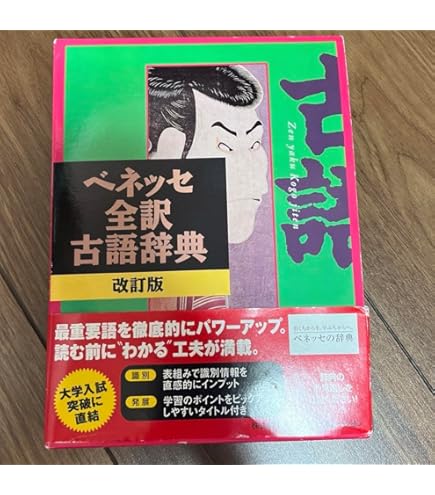 古語
Zen yaku Kogo jiten
ベネッセ
全訳
古語辞典
改訂版
最重要語を徹底的にパワーアップ。
読む前に"わかる"工夫が満載。
ベネッセの辞典
大学入試
突破に
直結
識別
表組みで識別情報を
直感的にインプット
発展
学習のポイントをピックア
しやすいタイトル付き